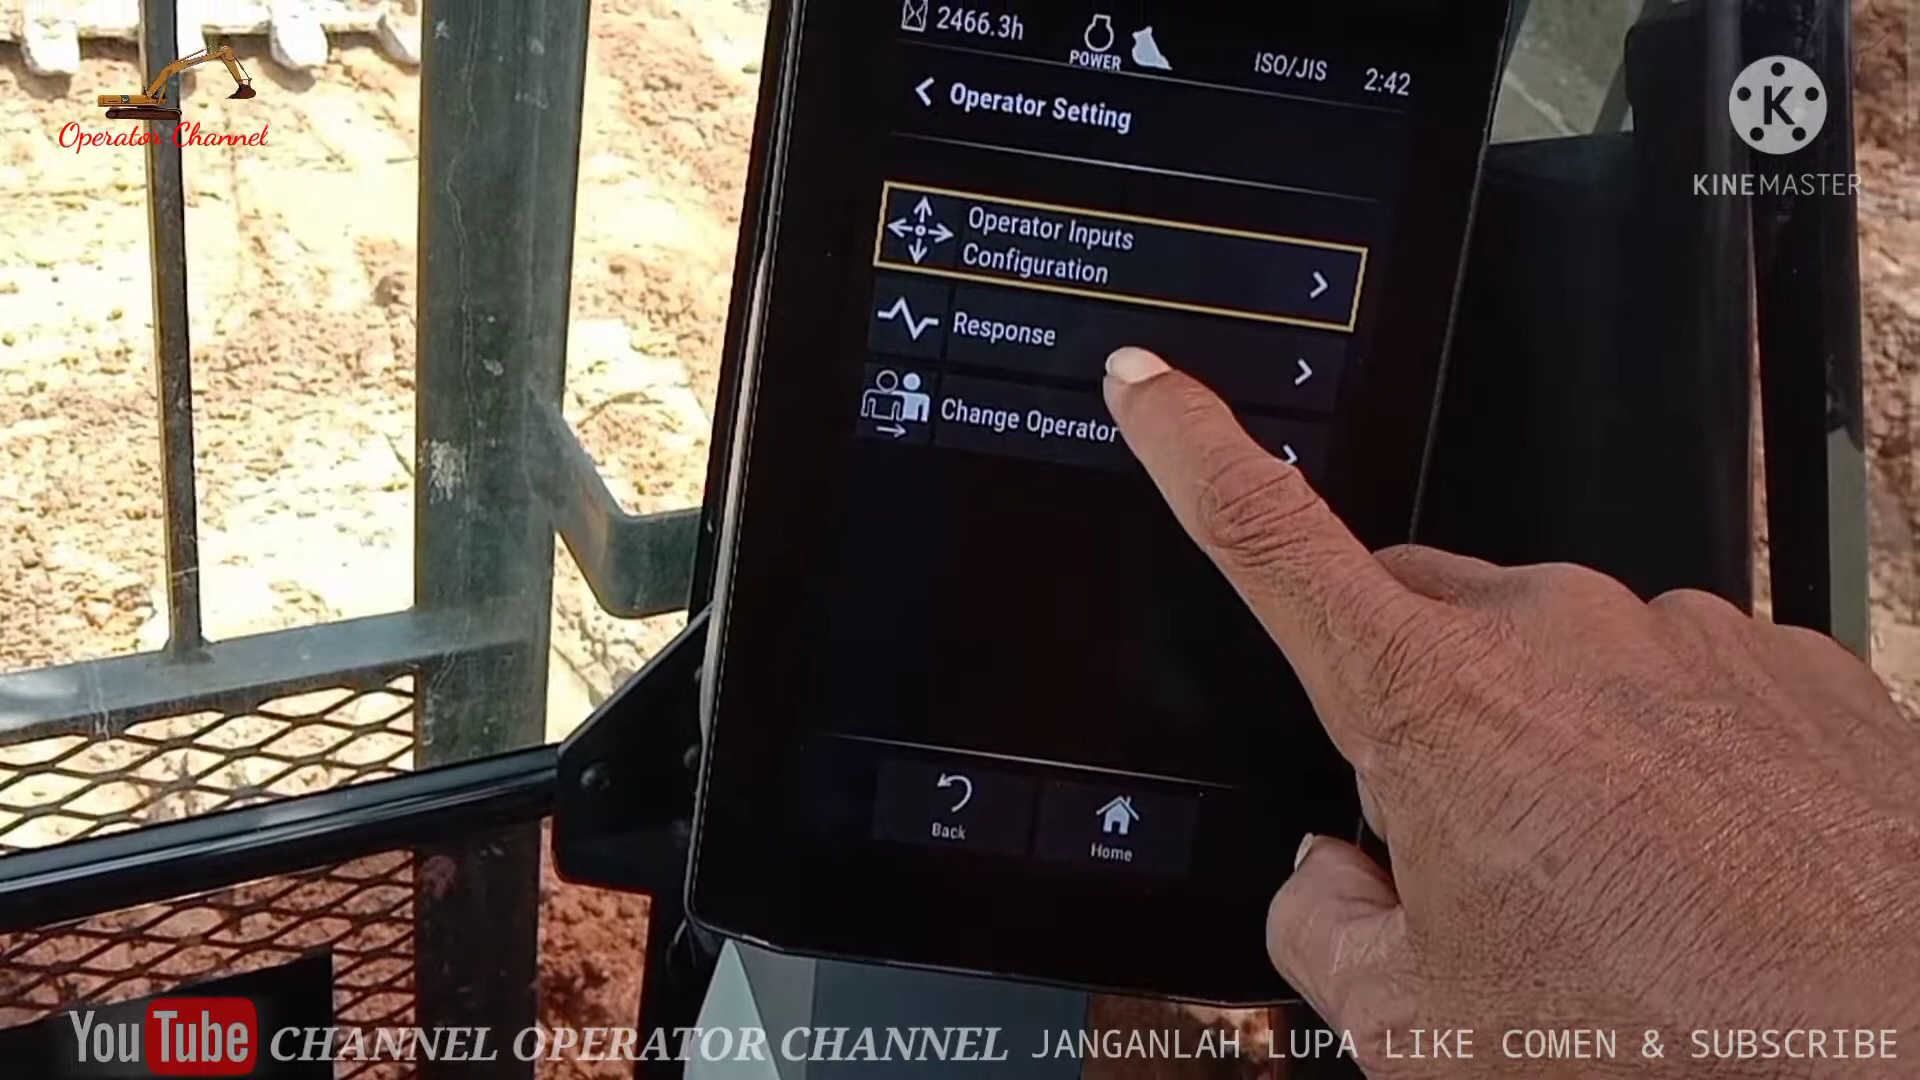 2466.3h
POWER
ISO/JIS
2:42
Operator Setting
Operator Inputs
Configuration
Response
Change Operator
Back
Home
Operator Channel
K
KINEMASTER
YouTube CHANNEL OPERATOR CHANNEL JANGANLAH LUPA LIKE COMEN & SUBSCRIBE